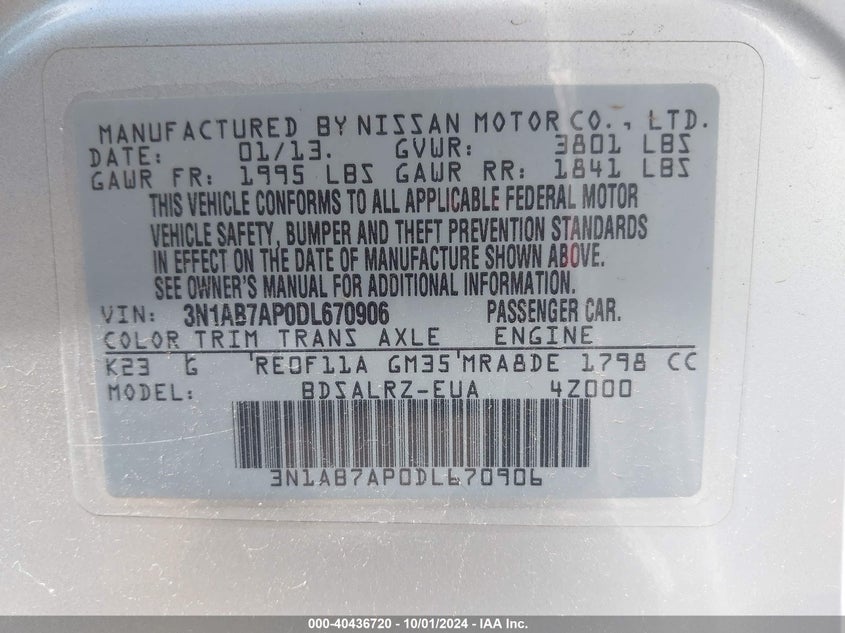 MANUFACTURED BY NISSAN MOTOR CO., LTD.
DATE: 01/13. GVWR: 3801 LBS
GAWR FR: 1995 LBS GAWR RR: 1841 LBS
THIS VEHICLE CONFORMS TO ALL APPLICABLE FEDERAL MOTOR
VEHICLE SAFETY, BUMPER AND THEFT PREVENTION STANDARDS
IN EFFECT ON THE DATE OF MANUFACTURE SHOWN ABOVE.
SEE OWNER'S MANUAL FOR ADDITIONAL INFORMATION.
VIN: 3N1AB7AP0DL670906 PASSENGER CAR.
COLOR TRIM TRANS AXLE ENGINE
K23 G RE0F11A GM35 MRA8DE 1798 CC
MODEL: BDSALRZ-EUA 4Z000
3N1AB7AP0DL670906
000-40436720 - 10/01/2024 - IAA Inc.